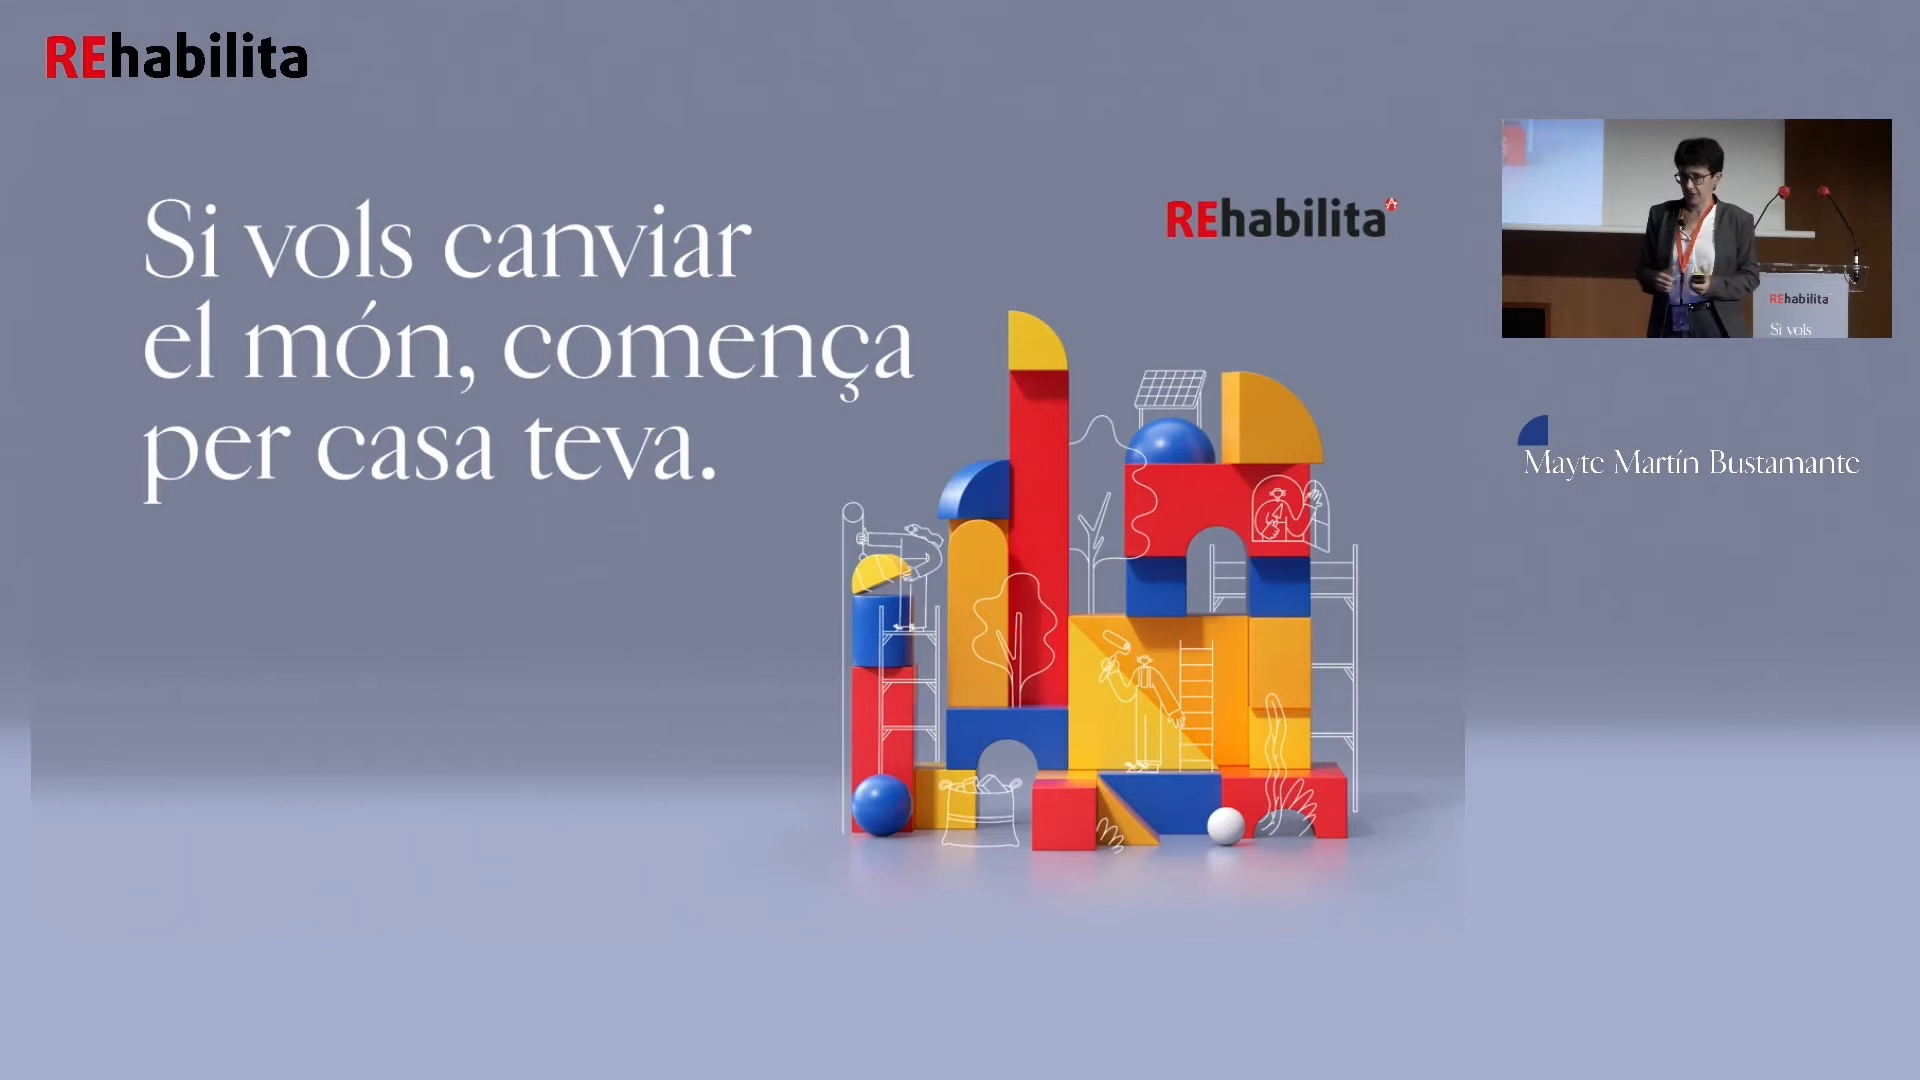 REhabilita
Si vols canviar
el món, comença
per casa teva.
REhabilita
REhabilita
Si vols
Mayte Martín Bustamante